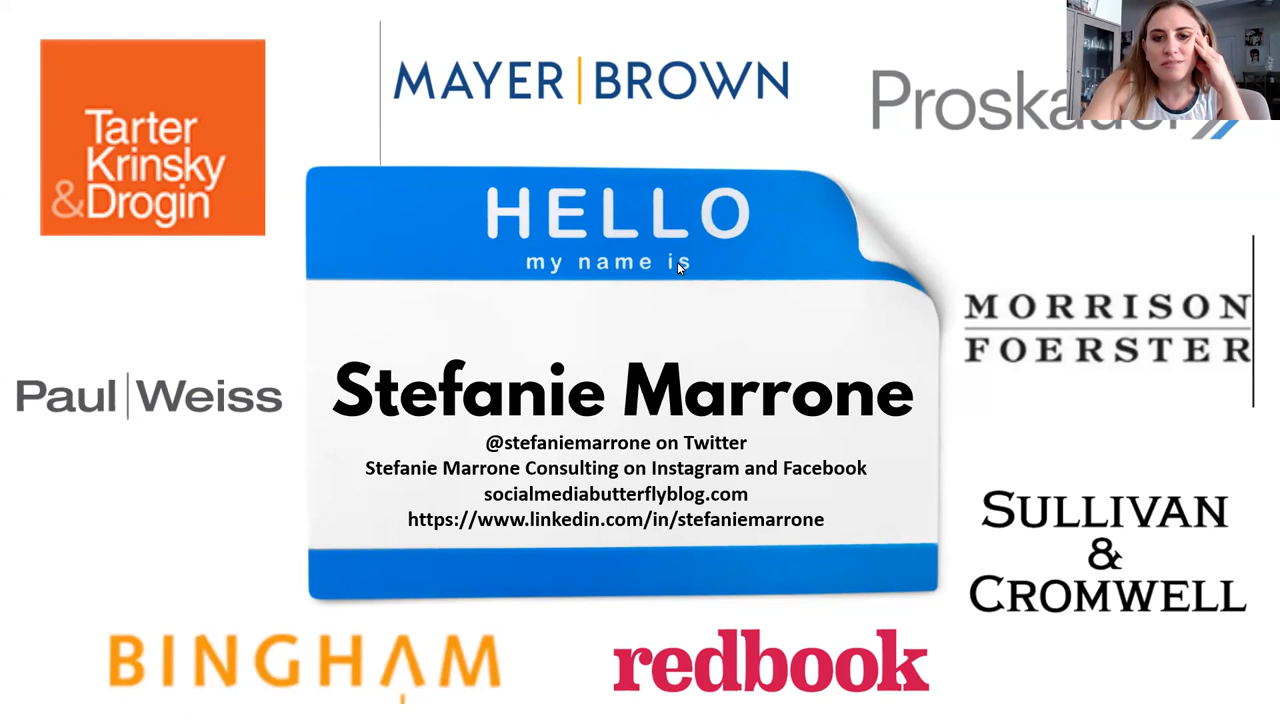 MAYER|BROWN
Proskauer
Tarter
Krinsky
&Drogin
HELLO
my name is
MORRISON
FOERSTER
Paul|Weiss
Stefanie Marrone
@stefaniemarrone on Twitter
Stefanie Marrone Consulting on Instagram and Facebook
socialmediabutterflyblog.com
https://www.linkedin.com/in/stefaniemarrone
SULLIVAN
&
CROMWELL
BINGHAM
redbook